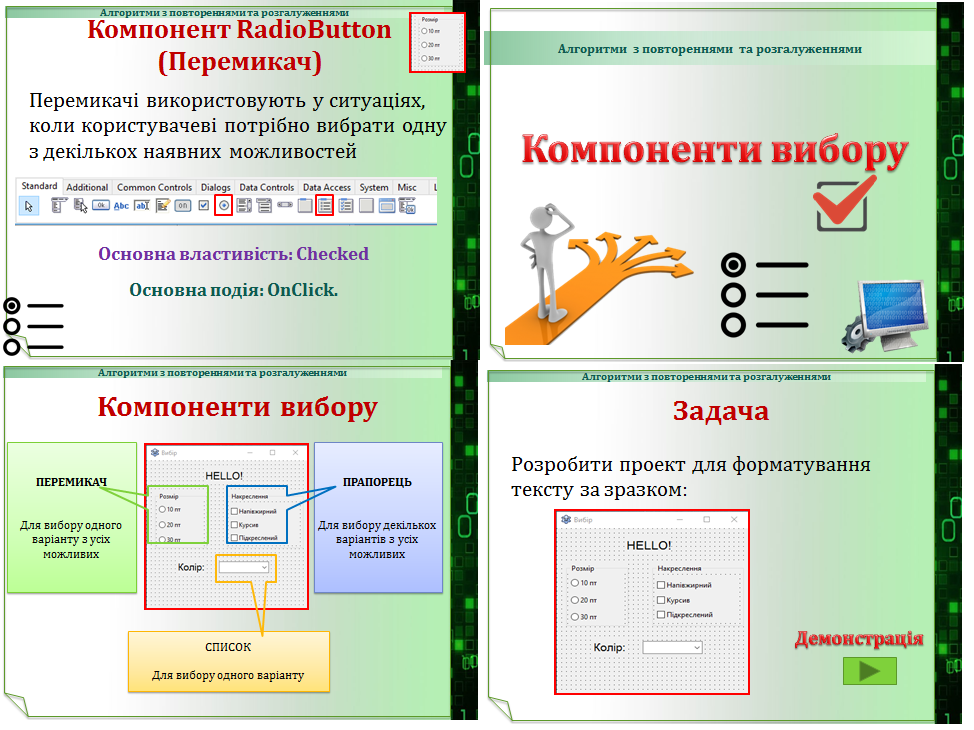 Алгоритми з повтореннями та розгалуженнями
Компонент RadioButton
(Перемикач)
Розмір
10 пт
20 пт
30 пт
Перемикачі використовують у ситуаціях,
коли користувачеві потрібно вибрати одну
з декількох наявних можливостей
Standard Additional Common Controls Dialogs Data Controls Data Access System Misc L
Ok Abc abI on
Основна властивість: Checked
Основна подія: OnClick.
Алгоритми з повтореннями та розгалуженнями
Компоненти вибору
Алгоритми з повтореннями та розгалуженнями
Компоненти вибору
ПЕРЕМИКАЧ
Для вибору одного
варіанту з усіх
можливих
Вибір
HELLO!
Розмір
10 пт
20 пт
30 пт
Накреслення
Напівжирний
Курсив
Підкреслений
Колір:
ПРАПОРЕЦЬ
Для вибору декількох
варіантів з усіх
можливих
СПИСОК
Для вибору одного варіанту
Алгоритми з повтореннями та розгалуженнями
Задача
Розробити проект для форматування
тексту за зразком:
Вибір
HELLO!
Розмір
10 пт
20 пт
30 пт
Накреслення
Напівжирний
Курсив
Підкреслений
Колір:
Демонстрація